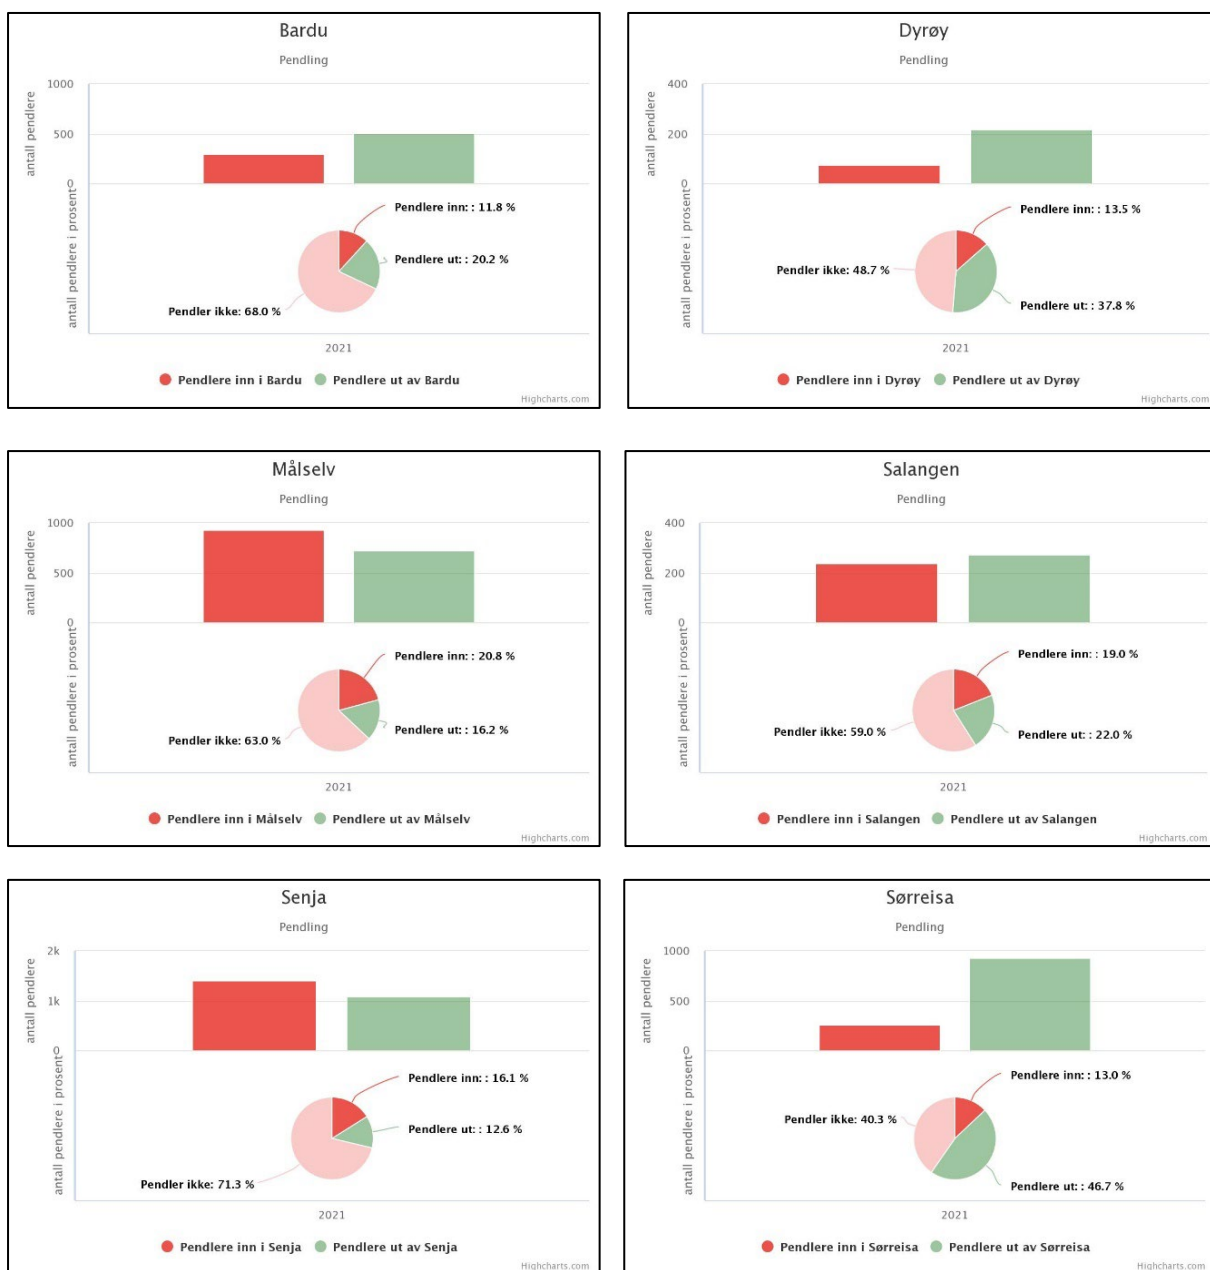 Bardu
Pendling
antall pendlere
1000
500
0
antall pendlere i prosent
Pendlere inn: : 11.8 %
Pendlere ut: : 20.2 %
Pendler ikke: 68.0 %
2021
Pendlere inn i Bardu Pendlere ut av Bardu
Highcharts.com
Dyrøy
Pendling
antall pendlere
400
200
0
antall pendlere i prosent
Pendlere inn: : 13.5 %
Pendler ikke: 48.7 %
Pendlere ut: : 37.8 %
2021
Pendlere inn i Dyrøy Pendlere ut av Dyrøy
Highcharts.com
Målselv
Pendling
antall pendlere
1000
500
0
antall pendlere i prosent
Pendlere inn: : 20.8 %
Pendlere ut: : 16.2 %
Pendler ikke: 63.0 %
2021
Pendlere inn i Målselv Pendlere ut av Målselv
Highcharts.com
Salangen
Pendling
antall pendlere
400
200
0
antall pendlere i prosent
Pendlere inn: : 19.0 %
Pendlere ut: : 22.0 %
Pendler ikke: 59.0 %
2021
Pendlere inn i Salangen Pendlere ut av Salangen
Highcharts.com
Senja
Pendling
antall pendlere
2k
1k
0
antall pendlere i prosent
Pendlere inn: : 16.1 %
Pendlere ut: : 12.6 %
Pendler ikke: 71.3 %
2021
Pendlere inn i Senja Pendlere ut av Senja
Highcharts.com
Sørreisa
Pendling
antall pendlere
1000
500
0
antall pendlere i prosent
Pendlere inn: : 13.0 %
Pendler ikke: 40.3 %
Pendlere ut: : 46.7 %
2021
Pendlere inn i Sørreisa Pendlere ut av Sørreisa
Highcharts.com